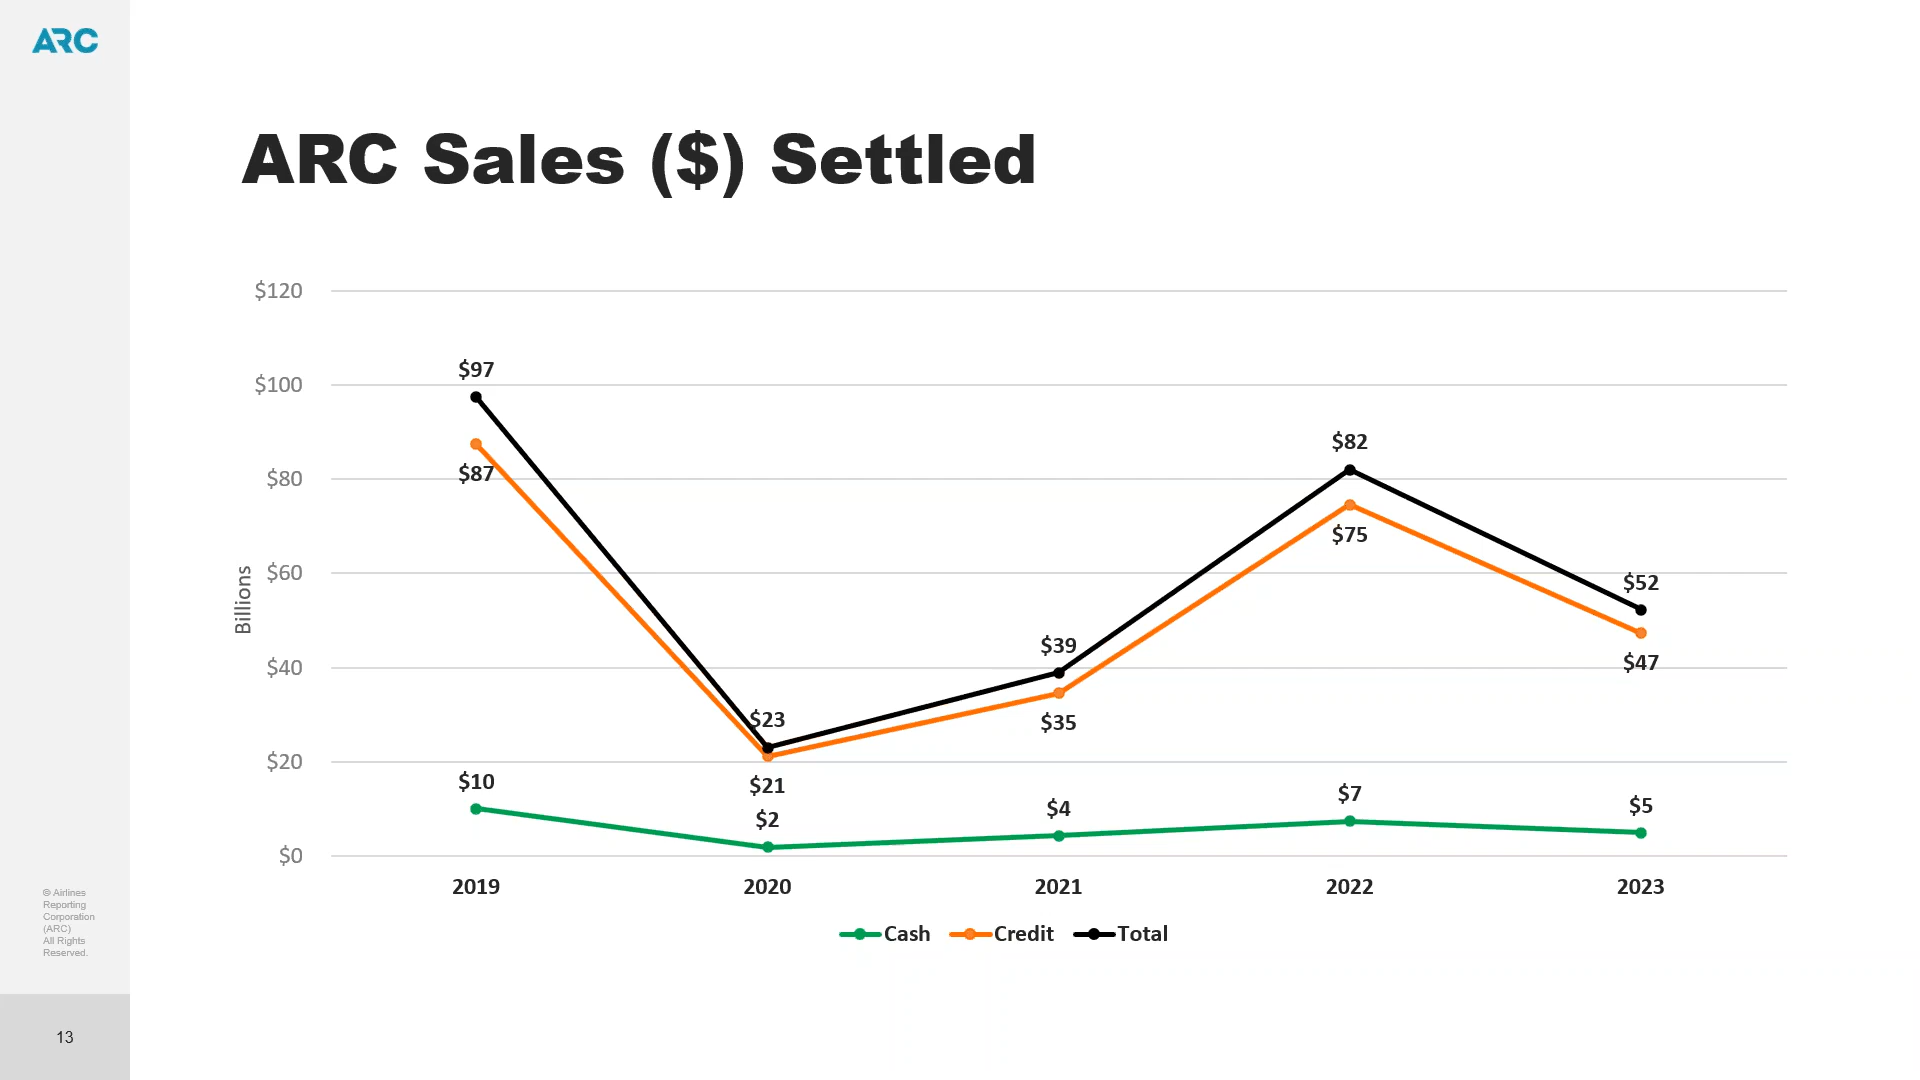 ARC
ARC Sales ($) Settled
Billions
$120
$100
$80
$60
$40
$20
$0
$97
$87
$10
$23
$21
$2
$39
$35
$4
$82
$75
$7
$52
$47
$5
2019 2020 2021 2022 2023
Cash Credit Total
© Airlines
Reporting
Corporation
(ARC)
All Rights
Reserved.
13